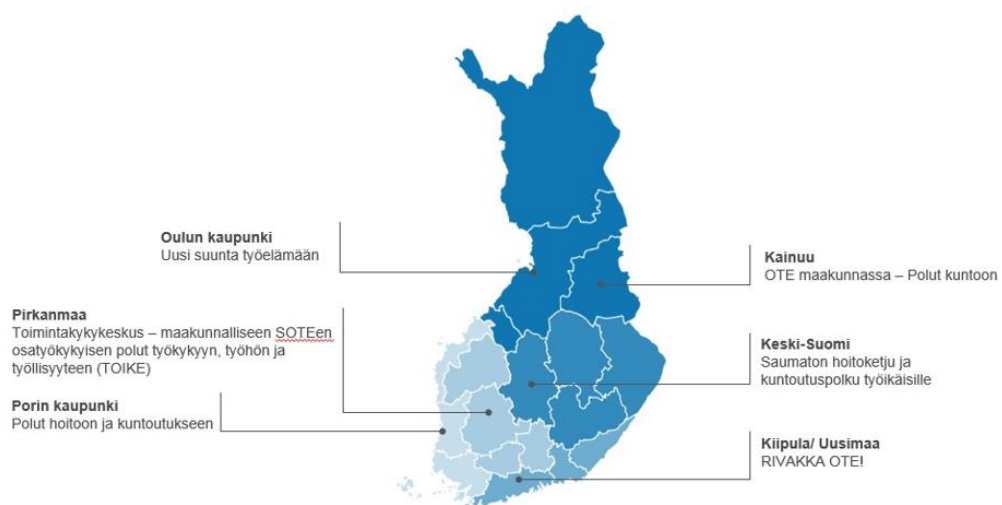 Oulun kaupunki
Uusi suunta työelämään
Pirkanmaa
Toimintakykykeskus – maakunnalliseen SOTEen
osatyökykyisen polut työkykyyn, työhön ja
työllisyyteen (TOIKE)
Porin kaupunki
Polut hoitoon ja kuntoutukseen
Kainuu
OTE maakunnassa – Polut kuntoon
Keski-Suomi
Saumaton hoitoketju ja
kuntoutuspolku työikäisille
Kiipula/ Uusimaa
RIVAKKA OTE!